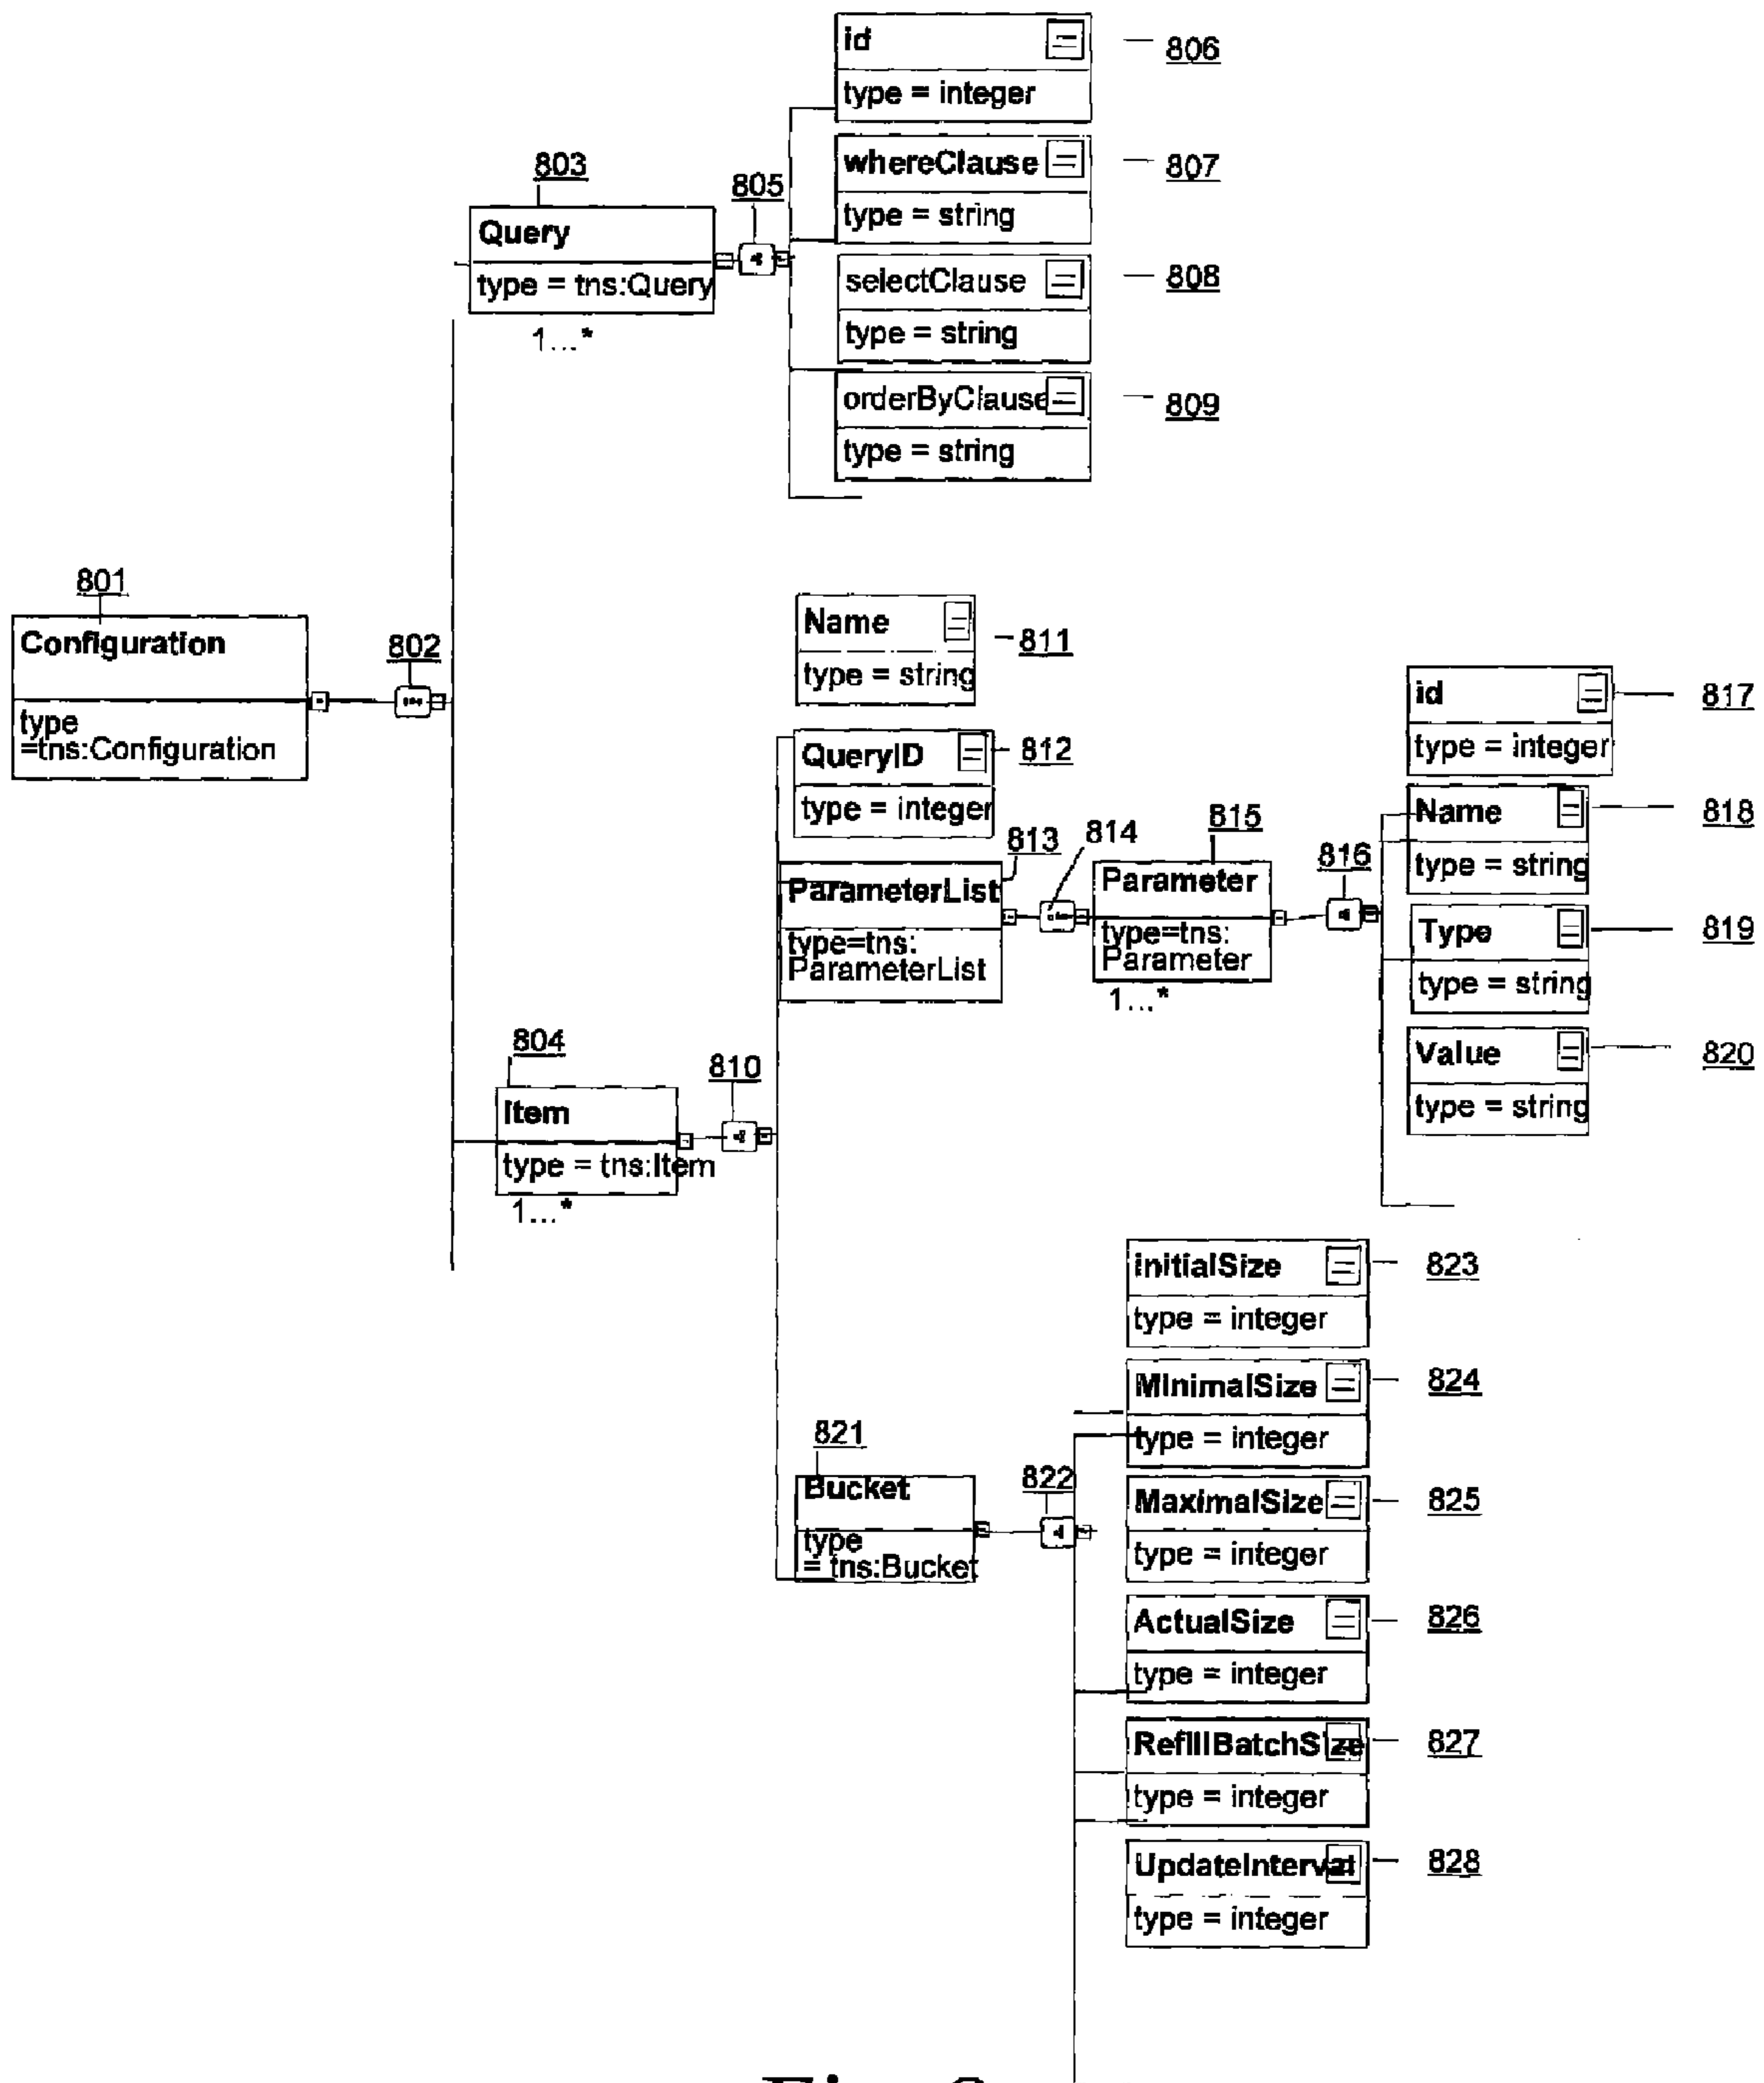 id
806
type = integer
whereClause
807
type = string
803
805
Query
type = tns:Query
1...*
selectClause
808
type = string
orderByClause
809
type = string
801
Configuration
802
type
=tns:Configuration
Name
811
type = string
QueryID
812
type = integer
813
814
815
816
ParameterList
type=tns:
ParameterList
Parameter
type=tns:
Parameter
1...*
id
817
type = integer
Name
818
type = string
Type
819
type = string
Value
820
type = string
804
810
Item
type = tns:Item
1...*
initialSize
823
type = integer
MinimalSize
824
type = integer
821
822
Bucket
type
= tns:Bucket
MaximalSize
825
type = integer
ActualSize
826
type = integer
RefillBatchSize
827
type = integer
UpdateInterval
828
type = integer